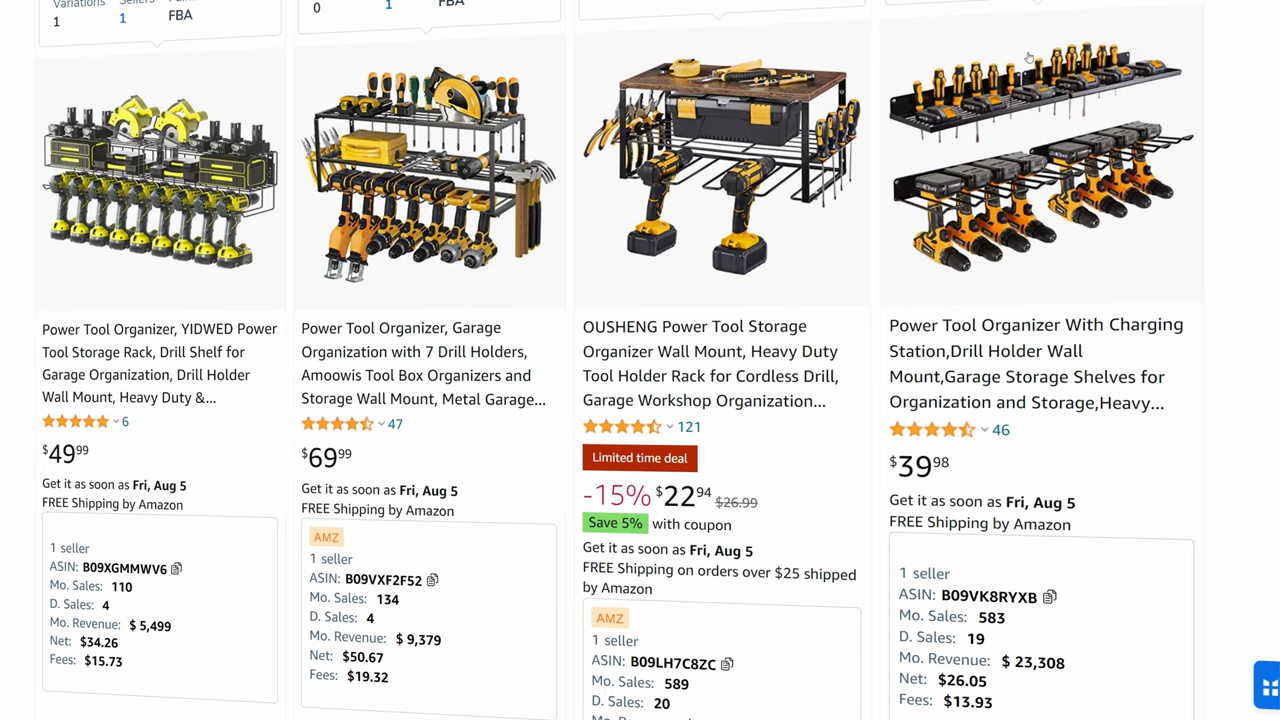 Variations
1
1
FBA
0
1
FBA
Power Tool Organizer, YIDWED Power
Tool Storage Rack, Drill Shelf for
Garage Organization, Drill Holder
Wall Mount, Heavy Duty &...
6
$49 99
Get it as soon as Fri, Aug 5
FREE Shipping by Amazon
1 seller
ASIN: B09XGMMWV6
Mo. Sales: 110
D. Sales: 4
Mo. Revenue: $ 5,499
Net: $34.26
Fees: $15.73
Power Tool Organizer, Garage
Organization with 7 Drill Holders,
Amoowis Tool Box Organizers and
Storage Wall Mount, Metal Garage...
47
$69 99
Get it as soon as Fri, Aug 5
FREE Shipping by Amazon
AMZ
1 seller
ASIN: B09VXF2F52
Mo. Sales: 134
D. Sales: 4
Mo. Revenue: $ 9,379
Net: $50.67
Fees: $19.32
OUSHENG Power Tool Storage
Organizer Wall Mount, Heavy Duty
Tool Holder Rack for Cordless Drill,
Garage Workshop Organization...
121
Limited time deal
-15% $22 94 $26.99
Save 5% with coupon
Get it as soon as Fri, Aug 5
FREE Shipping on orders over $25 shipped
by Amazon
AMZ
1 seller
ASIN: B09LH7C8ZC
Mo. Sales: 589
D. Sales: 20
Power Tool Organizer With Charging
Station,Drill Holder Wall
Mount,Garage Storage Shelves for
Organization and Storage,Heavy...
46
$39 98
Get it as soon as Fri, Aug 5
FREE Shipping by Amazon
1 seller
ASIN: B09VK8RYXB
Mo. Sales: 583
D. Sales: 19
Mo. Revenue: $ 23,308
Net: $26.05
Fees: $13.93